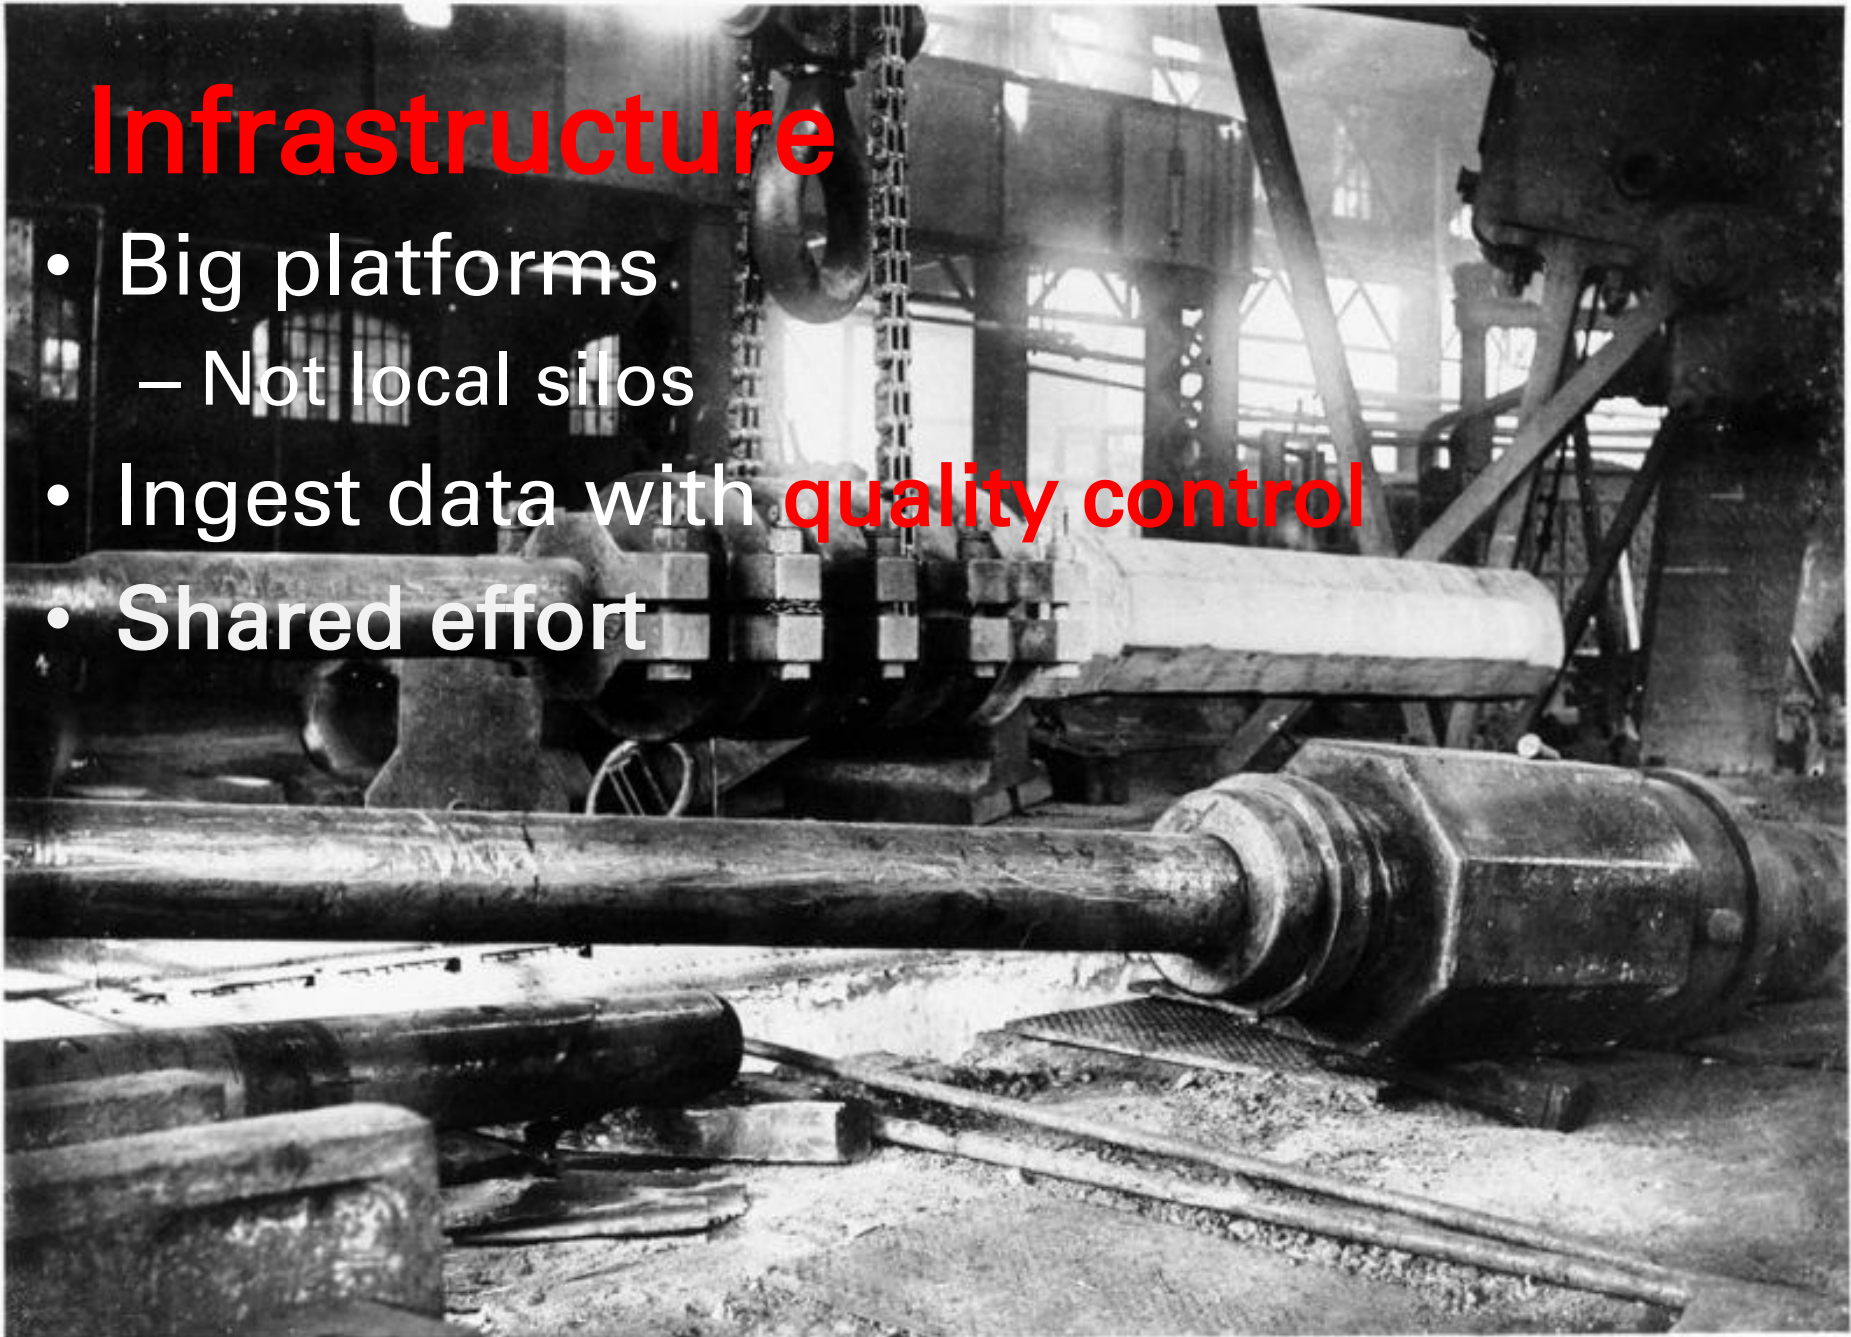 Infrastructure
• Big platforms
– Not local silos
• Ingest data with quality control
• Shared effort